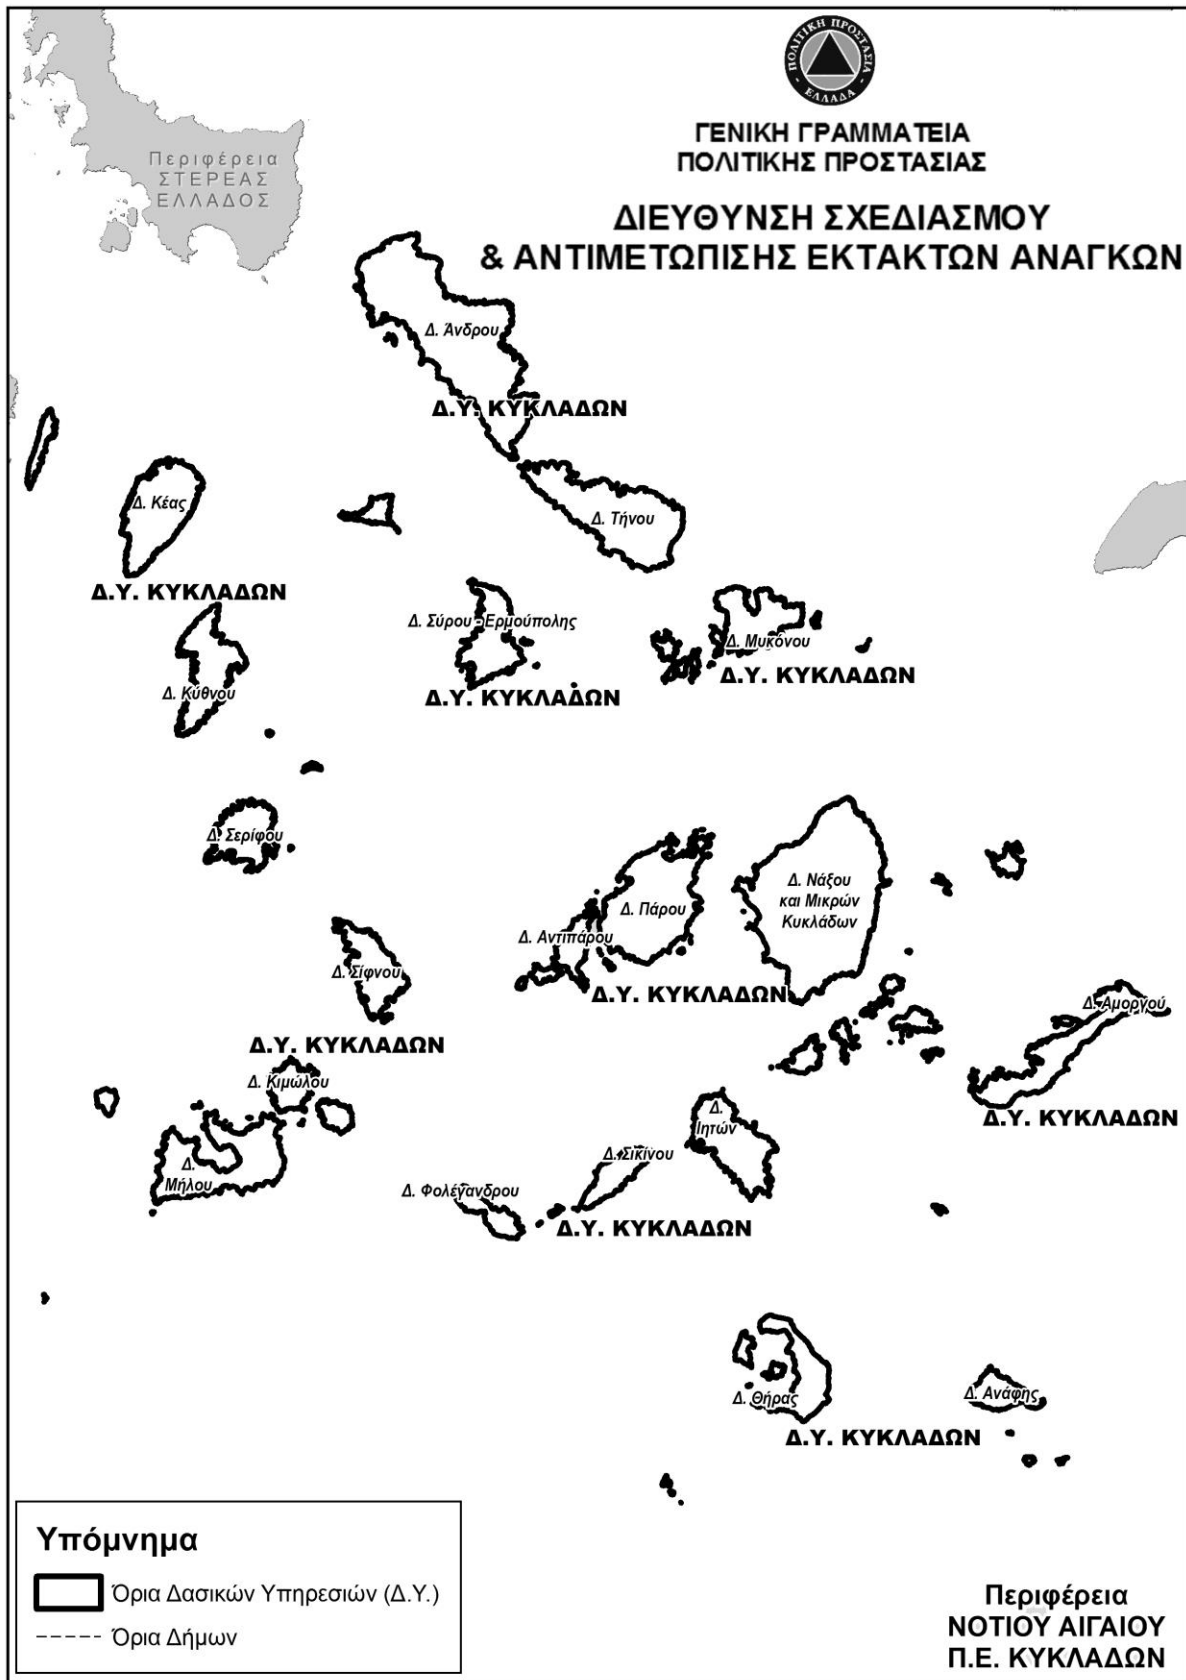 ΠΟΛΙΤΙΚΗ ΠΡΟΣΤΑΣΙΑ
- ΕΛΛΑΔΑ -
ΓΕΝΙΚΗ ΓΡΑΜΜΑΤΕΙΑ
ΠΟΛΙΤΙΚΗΣ ΠΡΟΣΤΑΣΙΑΣ
ΔΙΕΥΘΥΝΣΗ ΣΧΕΔΙΑΣΜΟΥ
& ΑΝΤΙΜΕΤΩΠΙΣΗΣ ΕΚΤΑΚΤΩΝ ΑΝΑΓΚΩΝ
Περιφέρεια
ΣΤΕΡΕΑΣ
ΕΛΛΑΔΟΣ
Δ. Άνδρου
Δ.Υ. ΚΥΚΛΑΔΩΝ
Δ. Κέας
Δ. Τήνου
Δ.Υ. ΚΥΚΛΑΔΩΝ
Δ. Σύρου - Ερμούπολης
Δ. Μυκόνου
Δ.Υ. ΚΥΚΛΑΔΩΝ
Δ. Κύθνου
Δ.Υ. ΚΥΚΛΑΔΩΝ
Δ. Σερίφου
Δ. Νάξου
και Μικρών
Κυκλάδων
Δ. Πάρου
Δ. Αντιπάρου
Δ. Σίφνου
Δ.Υ. ΚΥΚΛΑΔΩΝ
Δ. Αμοργού
Δ.Υ. ΚΥΚΛΑΔΩΝ
Δ. Κιμώλου
Δ.
Ιητών
Δ.Υ. ΚΥΚΛΑΔΩΝ
Δ. Σικίνου
Δ.
Μήλου
Δ. Φολέγανδρου
Δ.Υ. ΚΥΚΛΑΔΩΝ
Δ. Θήρας
Δ. Ανάφης
Δ.Υ. ΚΥΚΛΑΔΩΝ
Υπόμνημα
Όρια Δασικών Υπηρεσιών (Δ.Υ.)
Όρια Δήμων
Περιφέρεια
ΝΟΤΙΟΥ ΑΙΓΑΙΟΥ
Π.Ε. ΚΥΚΛΑΔΩΝ